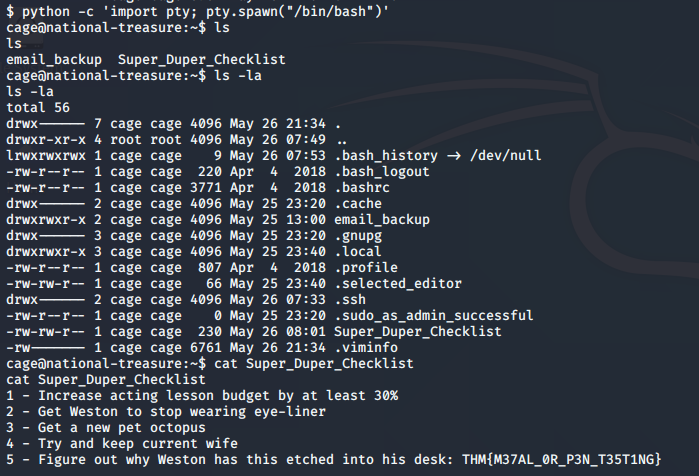 $ python -c 'import pty; pty.spawn("/bin/bash")'
cage@national-treasure:~$ ls
ls
email_backup  Super_Duper_Checklist
cage@national-treasure:~$ ls -la
ls -la
total 56
drwx------ 7 cage cage 4096 May 26 21:34 .
drwxr-xr-x 4 root root 4096 May 26 07:49 ..
lrwxrwxrwx 1 cage cage    9 May 26 07:53 .bash_history -> /dev/null
-rw-r--r-- 1 cage cage  220 Apr  4  2018 .bash_logout
-rw-r--r-- 1 cage cage 3771 Apr  4  2018 .bashrc
drwx------ 2 cage cage 4096 May 25 23:20 .cache
drwxrwxr-x 2 cage cage 4096 May 25 13:00 email_backup
drwx------ 3 cage cage 4096 May 25 23:20 .gnupg
drwxrwxr-x 3 cage cage 4096 May 25 23:40 .local
-rw-r--r-- 1 cage cage  807 Apr  4  2018 .profile
-rw-rw-r-- 1 cage cage   66 May 25 23:40 .selected_editor
drwx------ 2 cage cage 4096 May 26 07:33 .ssh
-rw-r--r-- 1 cage cage    0 May 25 23:20 .sudo_as_admin_successful
-rw-rw-r-- 1 cage cage  230 May 26 08:01 Super_Duper_Checklist
-rw------- 1 cage cage 6761 May 26 21:34 .viminfo
cage@national-treasure:~$ cat Super_Duper_Checklist
cat Super_Duper_Checklist
1 - Increase acting lesson budget by at least 30%
2 - Get Weston to stop wearing eye-liner
3 - Get a new pet octopus
4 - Try and keep current wife
5 - Figure out why Weston has this etched into his desk: THM{M37AL_0R_P3N_T35T1NG}